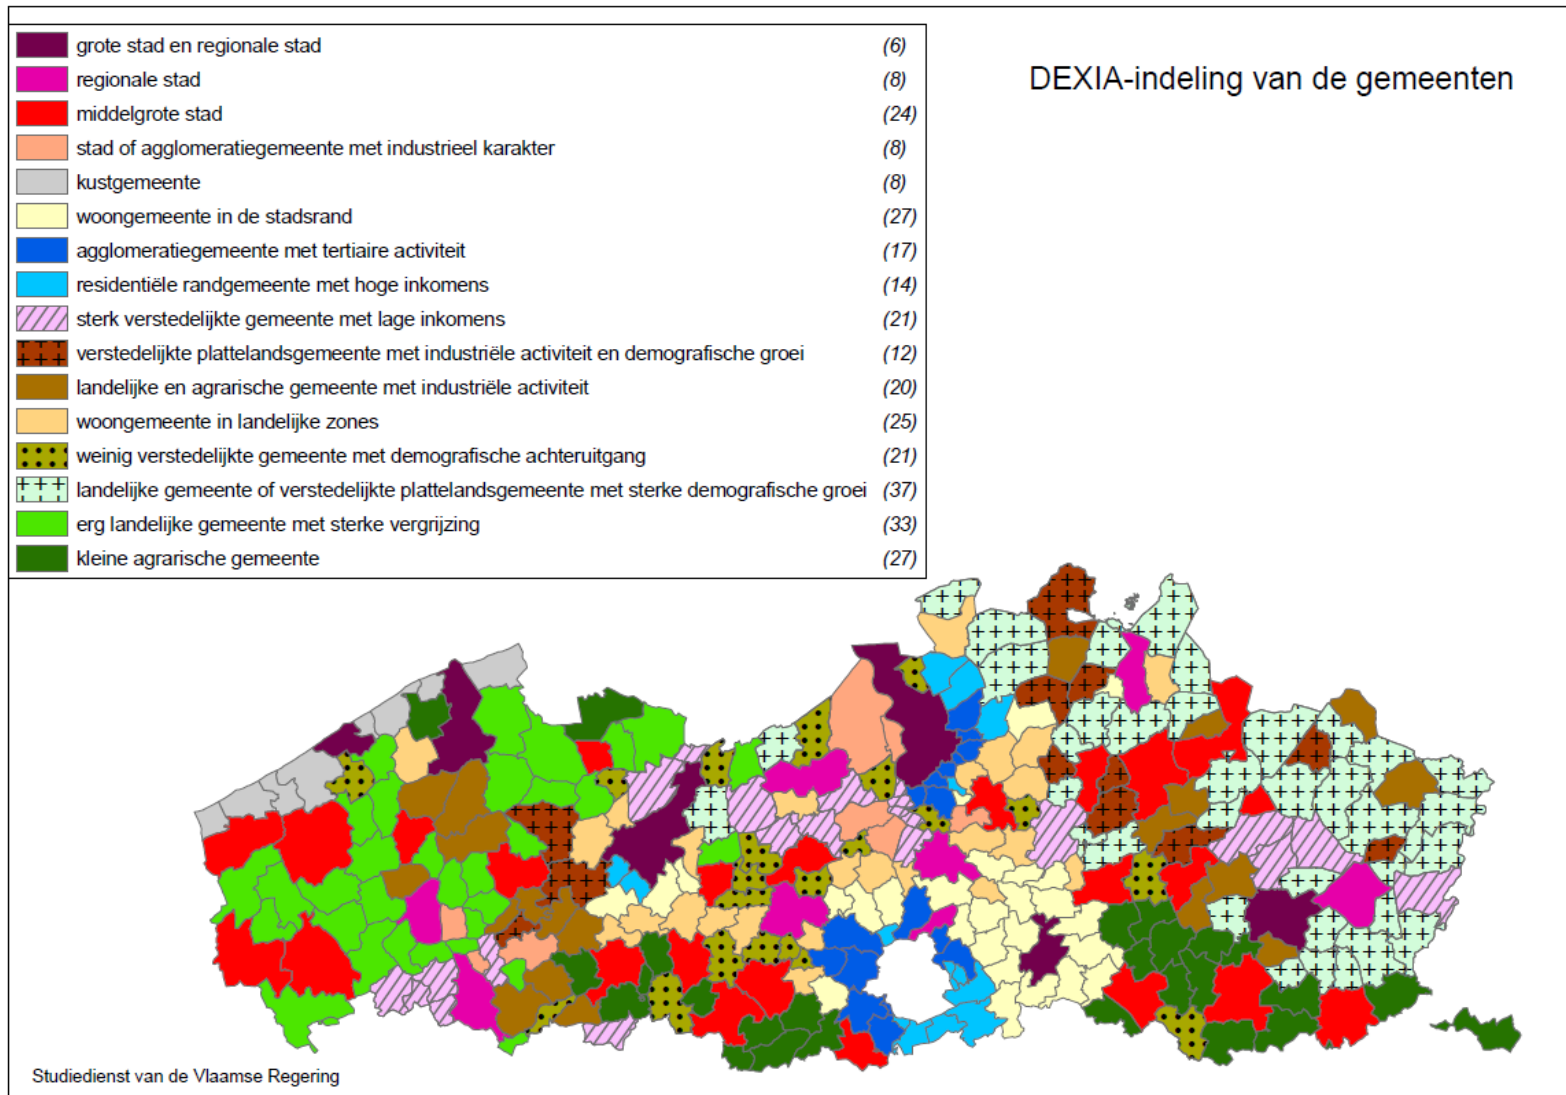 DEXIA-indeling van de gemeenten
grote stad en regionale stad (6)
regionale stad (8)
middelgrote stad (24)
stad of agglomeratiegemeente met industrieel karakter (8)
kustgemeente (8)
woongemeente in de stadsrand (27)
agglomeratiegemeente met tertiaire activiteit (17)
residentiële randgemeente met hoge inkomens (14)
sterk verstedelijkte gemeente met lage inkomens (21)
verstedelijkte plattelandsgemeente met industriële activiteit en demografische groei (12)
landelijke en agrarische gemeente met industriële activiteit (20)
woongemeente in landelijke zones (25)
weinig verstedelijkte gemeente met demografische achteruitgang (21)
landelijke gemeente of verstedelijkte plattelandsgemeente met sterke demografische groei (37)
erg landelijke gemeente met sterke vergrijzing (33)
kleine agrarische gemeente (27)
Studiedienst van de Vlaamse Regering